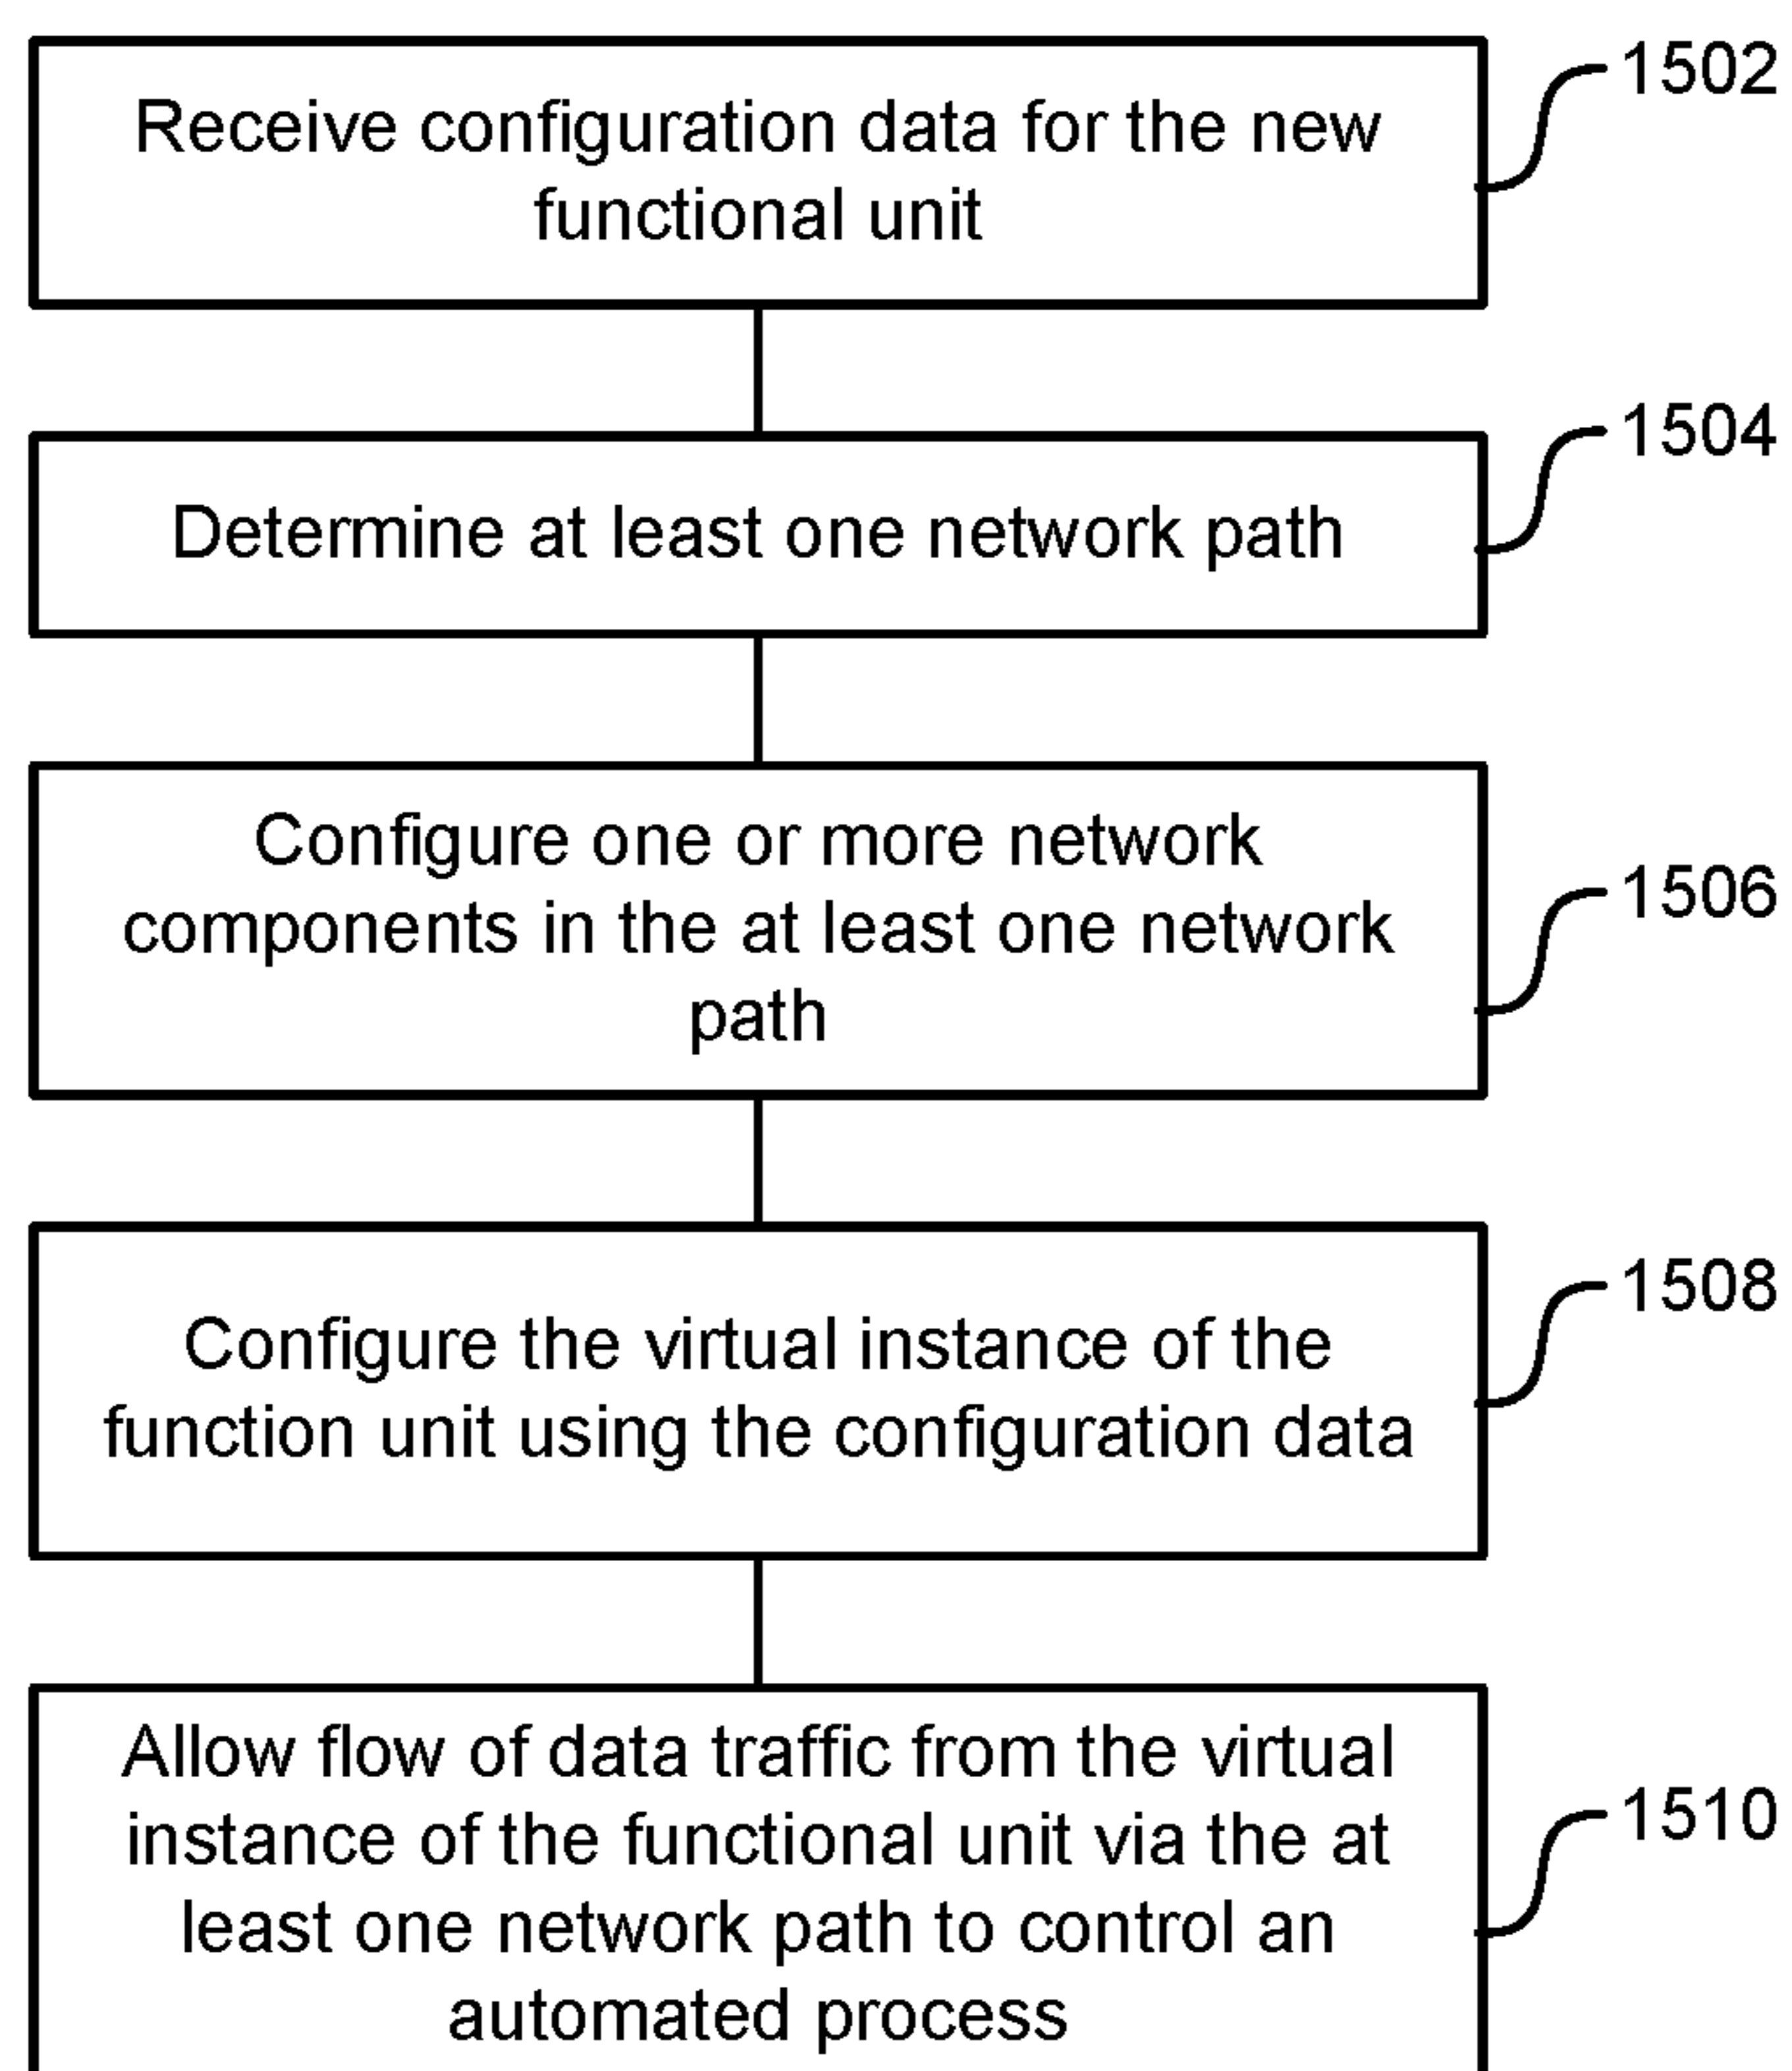 Receive configuration data for the new
functional unit
1502
Determine at least one network path
1504
Configure one or more network
components in the at least one network
path
1506
Configure the virtual instance of the
function unit using the configuration data
1508
Allow flow of data traffic from the virtual
instance of the functional unit via the at
least one network path to control an
automated process
1510